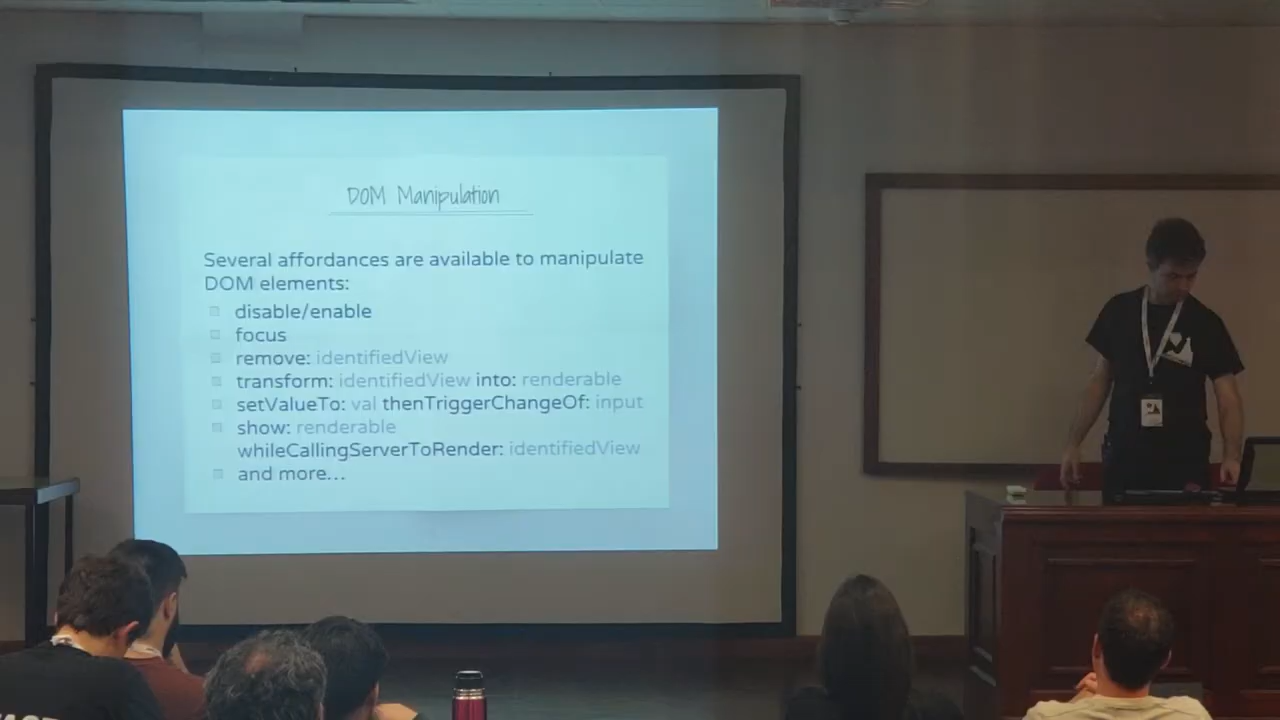 DOM Manipulation
Several affordances are available to manipulate
DOM elements:
disable/enable
focus
remove: identifiedView
transform: identifiedView into: renderable
setValueTo: val thenTriggerChangeOf: input
show: renderable
whileCallingServerToRender: identifiedView
and more...